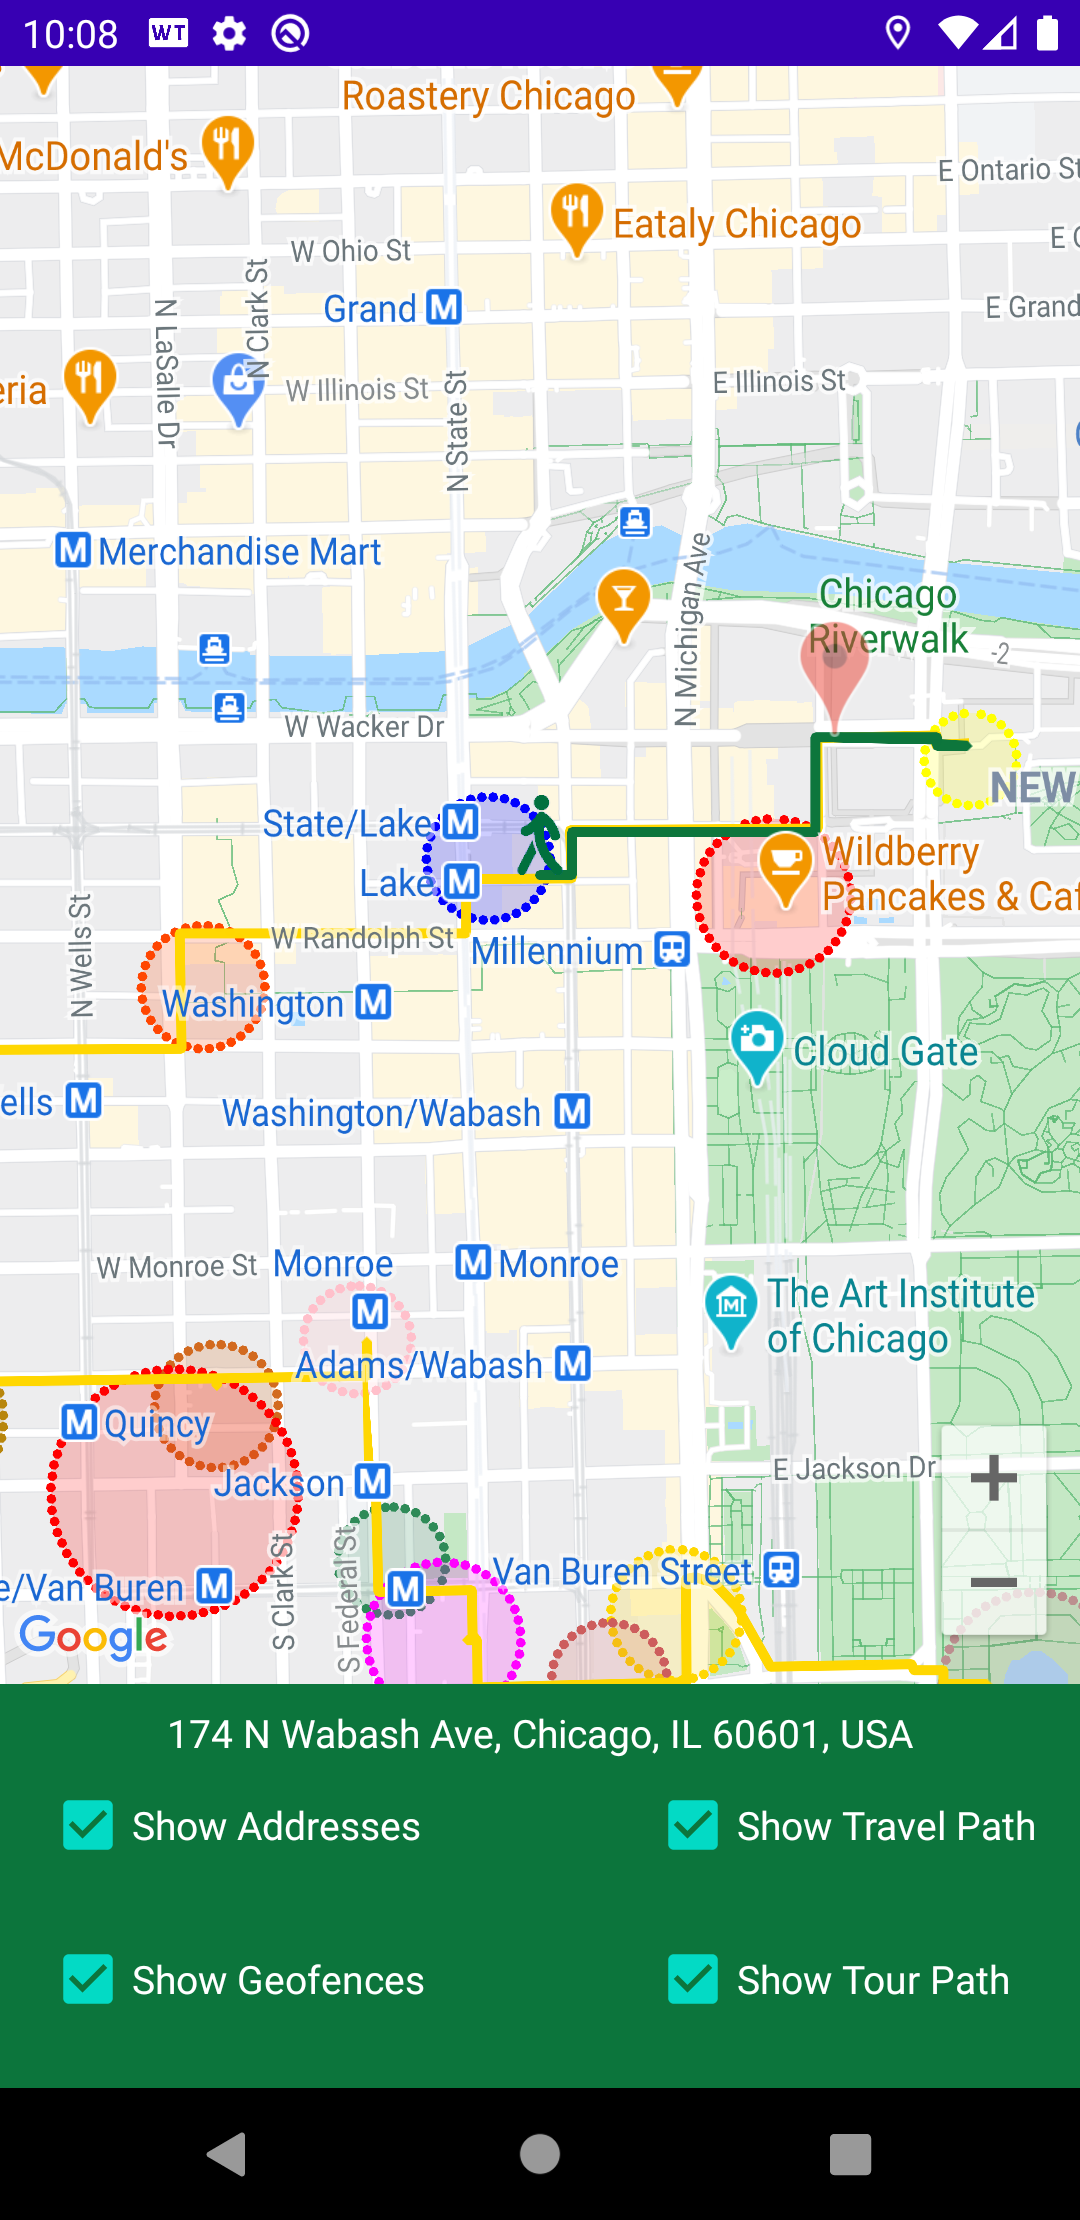 10:08 WT
Roastery Chicago
McDonald's
E Ontario St
Eataly Chicago
W Ohio St
N Clark St
Grand M
E Grand
N LaSalle Dr
eria
W Illinois St
E Illinois St
N State St
M Merchandise Mart
N Michigan Ave
Chicago
Riverwalk
-2
W Wacker Dr
NEW
State/Lake M
Lake M
Wildberry
Pancakes & Caf
N Wells St
W Randolph St
Millennium
Washington M
Cloud Gate
ells M
Washington/Wabash M
W Monroe St
Monroe
M
M Monroe
The Art Institute
of Chicago
Adams/Wabash M
M Quincy
Jackson M
E Jackson Dr
S Clark St
S Federal St
Van Buren Street
e/Van Buren M
M
Google
+
−
174 N Wabash Ave, Chicago, IL 60601, USA
Show Addresses
Show Travel Path
Show Geofences
Show Tour Path